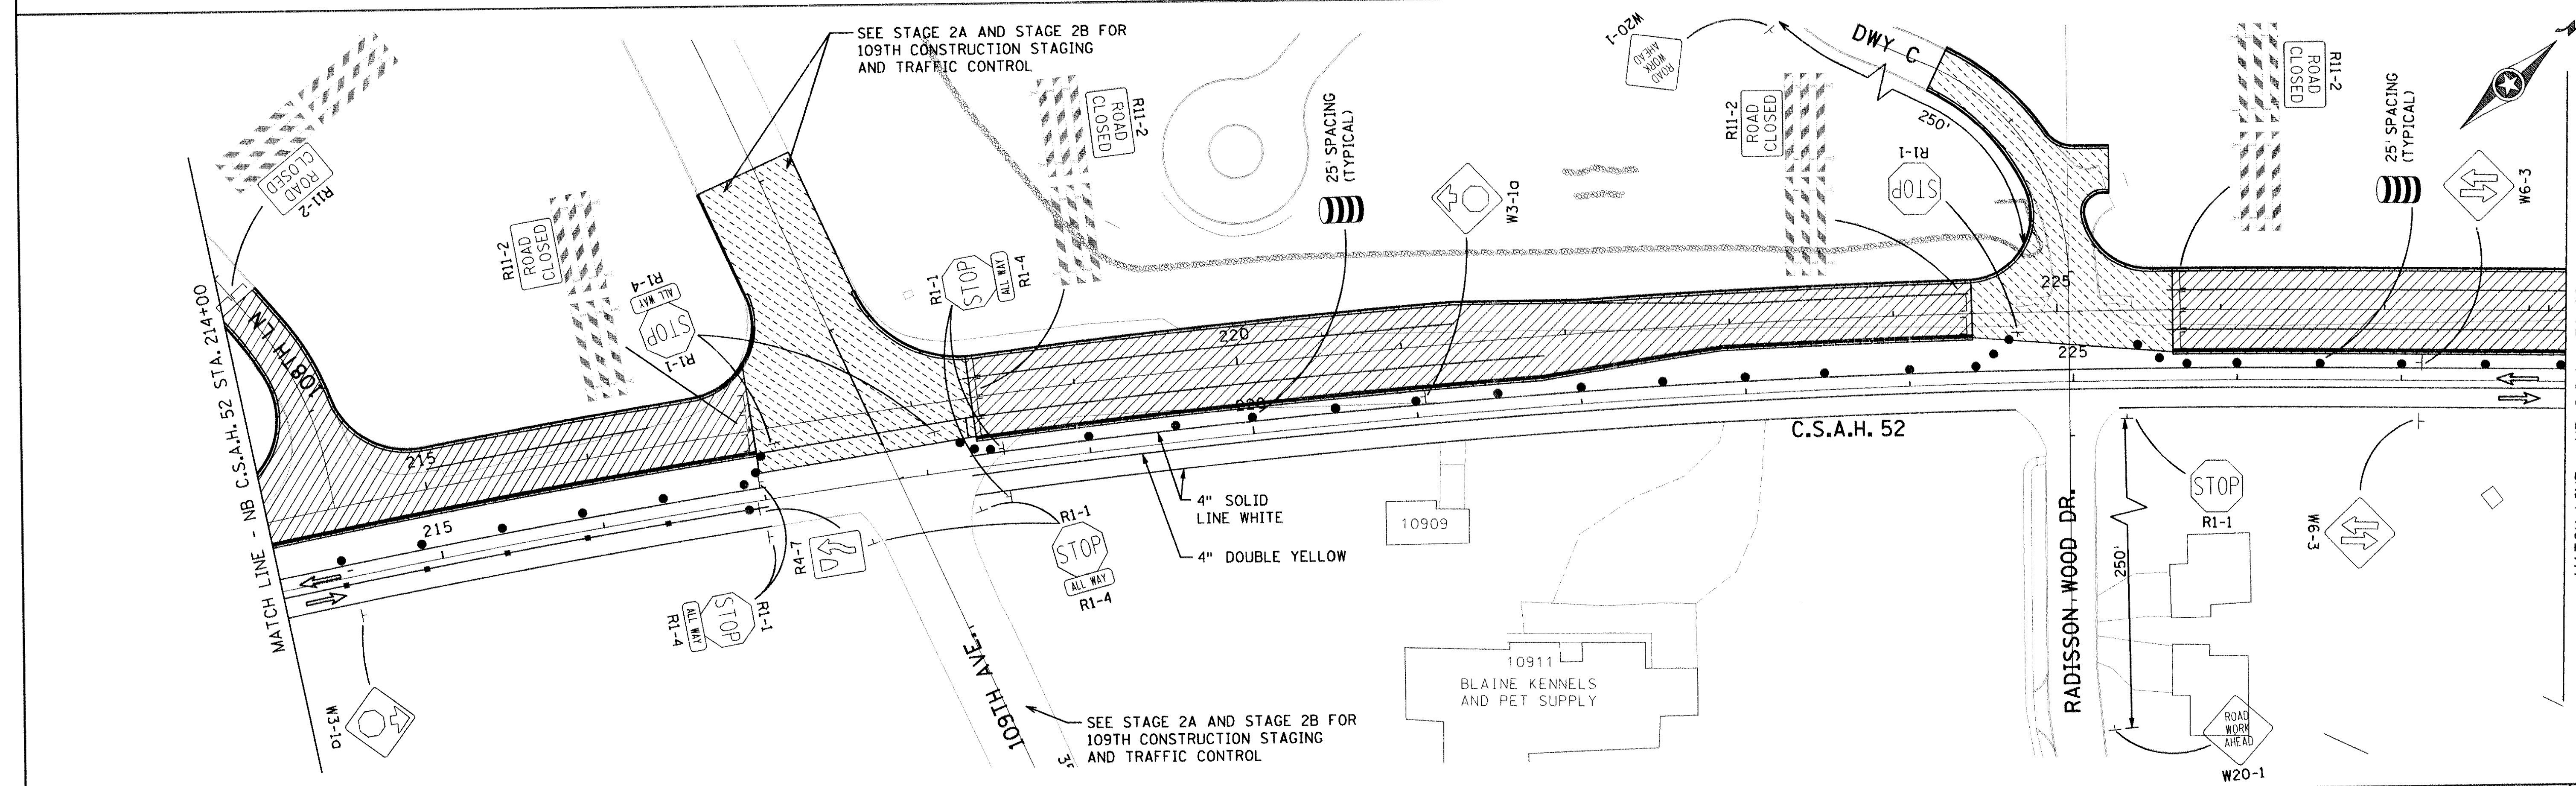 SEE STAGE 2A AND STAGE 2B FOR
109TH CONSTRUCTION STAGING
AND TRAFFIC CONTROL
ROAD
CLOSED
R11-2
R11-2
ROAD
CLOSED
R1-4
ALL WAY
STOP
R1-1
ROAD
CLOSED
R11-2
R1-1
STOP
ALL WAY
R1-4
25' SPACING
(TYPICAL)
W3-1a
W20-1
ROAD
WORK
AHEAD
DWY C
250'
R11-2
ROAD
CLOSED
R1-1
STOP
ROAD
CLOSED
R11-2
25' SPACING
(TYPICAL)
W6-3
MATCH LINE - NB C.S.A.H. 52 STA. 214+00
108TH LN
215
215
220
220
225
225
C.S.A.H. 52
4" SOLID
LINE WHITE
4" DOUBLE YELLOW
R4-7
R1-1
STOP
ALL WAY
R1-4
R1-1
STOP
ALL WAY
R1-4
W3-1a
109TH AVE.
SEE STAGE 2A AND STAGE 2B FOR
109TH CONSTRUCTION STAGING
AND TRAFFIC CONTROL
10909
10911
BLAINE KENNELS
AND PET SUPPLY
RADISSON WOOD DR.
250'
STOP
R1-1
W6-3
ROAD
WORK
AHEAD
W20-1